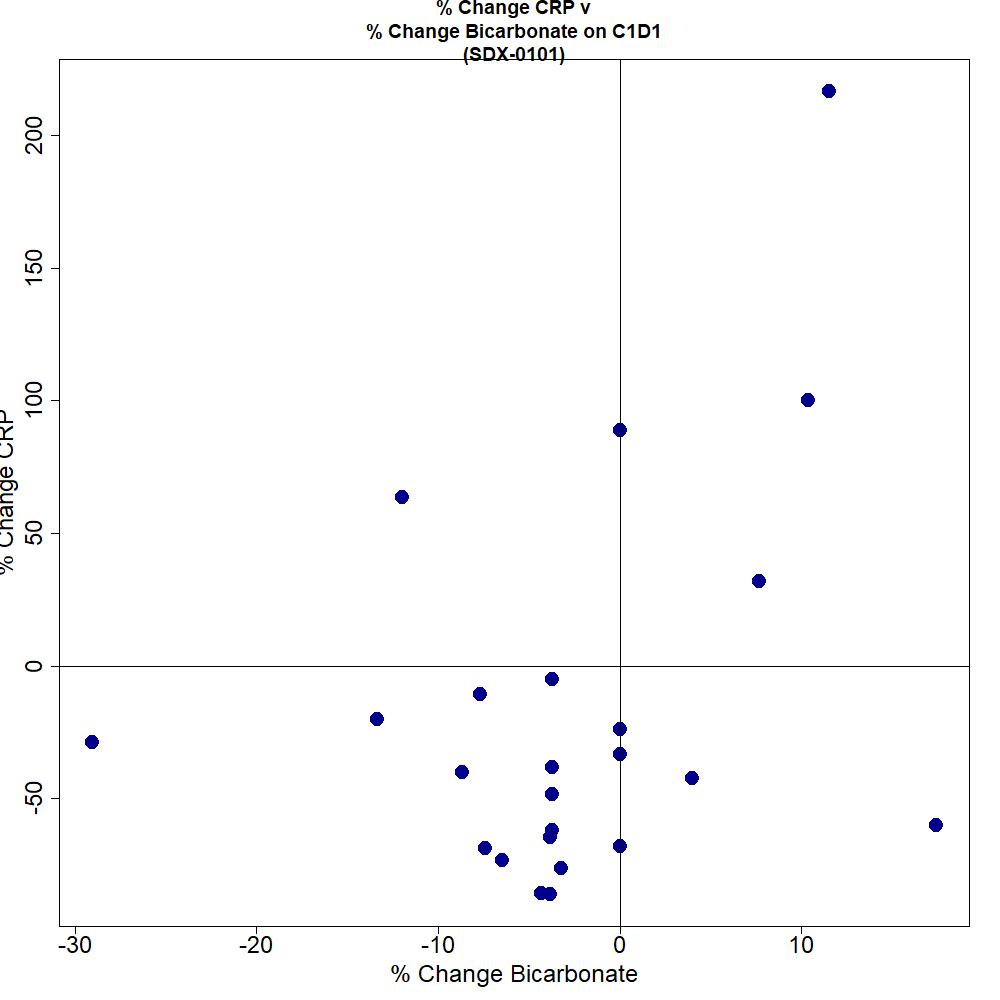 % Change CRP v
% Change Bicarbonate on C1D1
(SDX-0101)
% Change CRP
200
150
100
50
0
-50
-30
-20
-10
0
10
% Change Bicarbonate